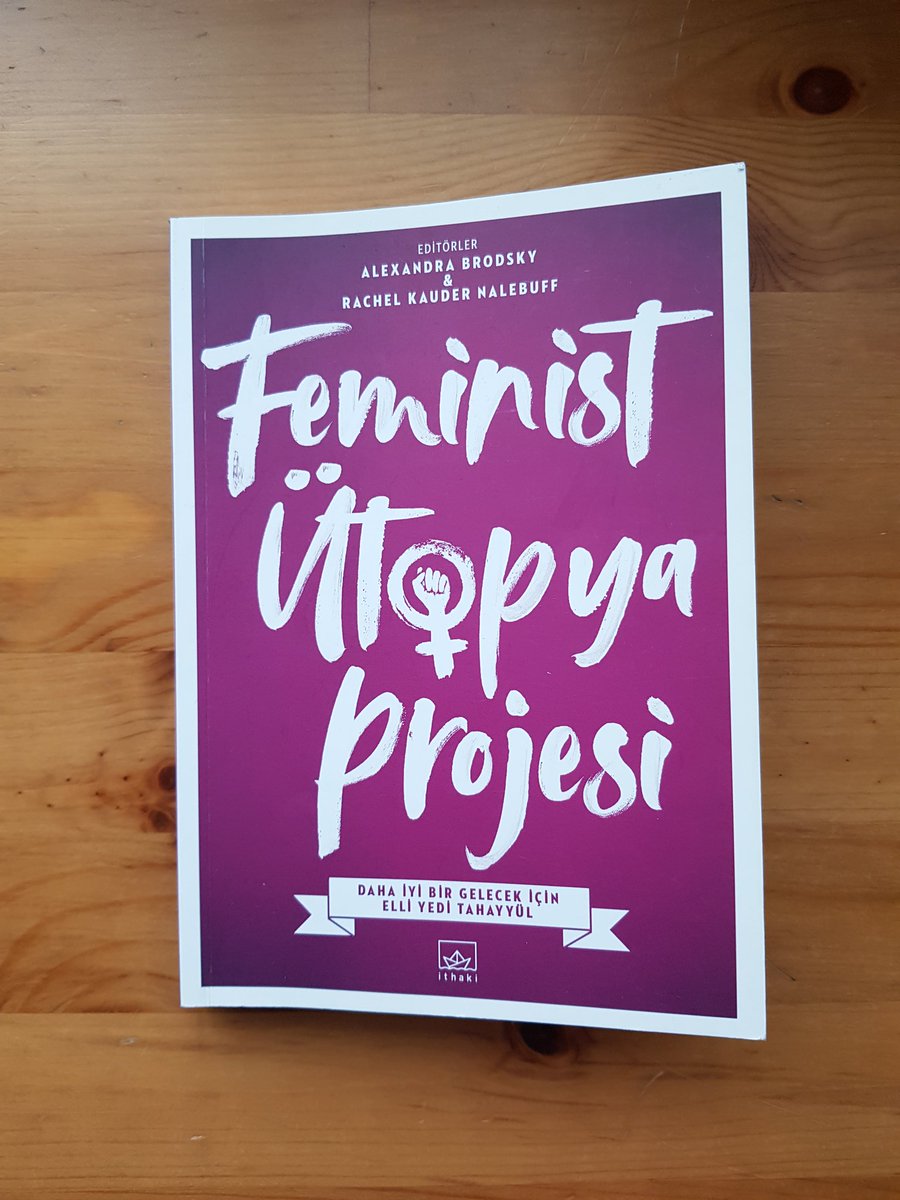 EDİTÖRLER
ALEXANDRA BRODSKY
&
RACHEL KAUDER NALEBUFF
Feminist
Ütopya
Projesi
DAHA İYİ BİR GELECEK İÇİN
ELLİ YEDİ TAHAYYÜL
ithaki